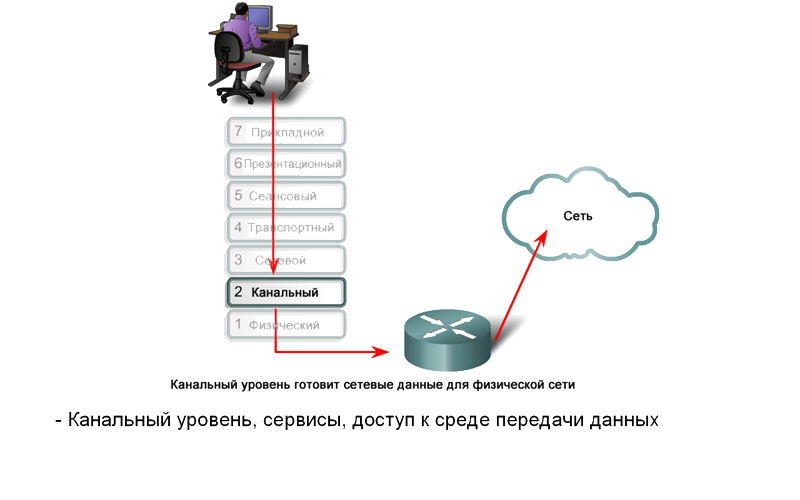 7 Прикладной
6 Презентационный
5 Сеансовый
4 Транспортный
3 Сетевой
2 Канальный
1 Физический
Сеть
Канальный уровень готовит сетевые данные для физической сети
- Канальный уровень, сервисы, доступ к среде передачи данных